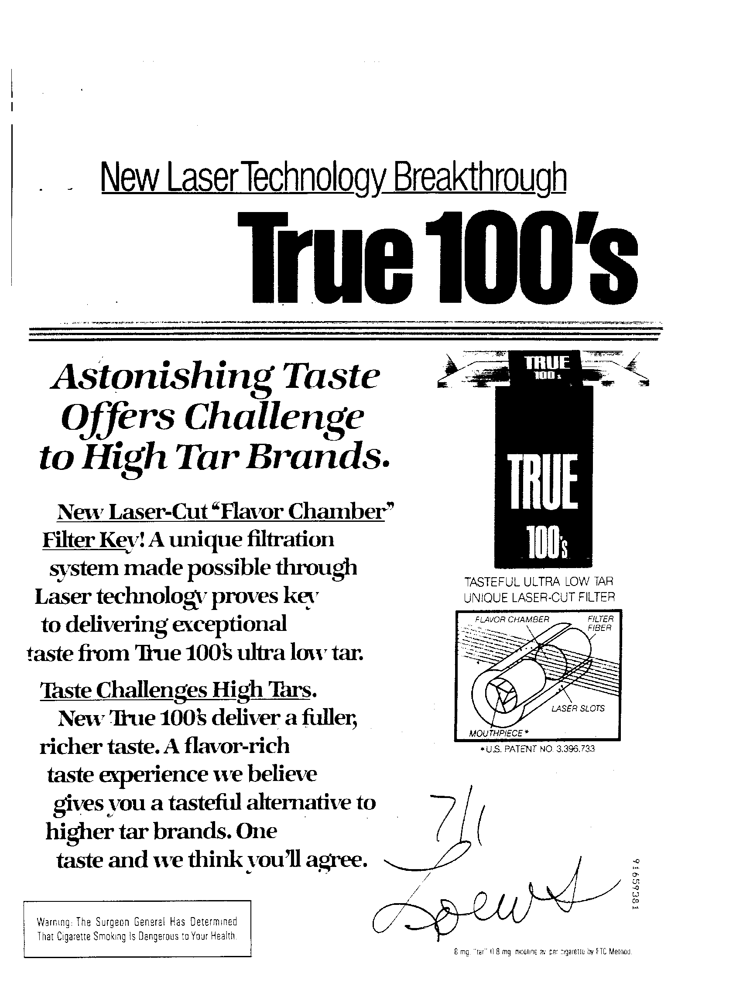 New Laser Technology Breakthrough
True 100's
Astonishing Taste
Offers Challenge
to High Tar Brands.
New Laser-Cut “Flavor Chamber”
Filter Key! A unique filtration
system made possible through
Laser technology proves key
to delivering exceptional
taste from True 100's ultra low tar.
Taste Challenges High Tars.
New True 100's deliver a fuller,
richer taste. A flavor-rich
taste experience we believe
gives you a tasteful alternative to
higher tar brands. One
taste and we think you'll agree.
TRUE
100s
TRUE
100's
TASTEFUL ULTRA LOW TAR
UNIQUE LASER-CUT FILTER
FLAVOR CHAMBER
FILTER
FIBER
LASER SLOTS
MOUTHPIECE *
* U.S. PATENT NO. 3,396,733
7/1
Loews
91659381
Warning: The Surgeon General Has Determined
That Cigarette Smoking Is Dangerous to Your Health.
mg. "tar" mg. nicotine av. per cigarette by FTC Method.